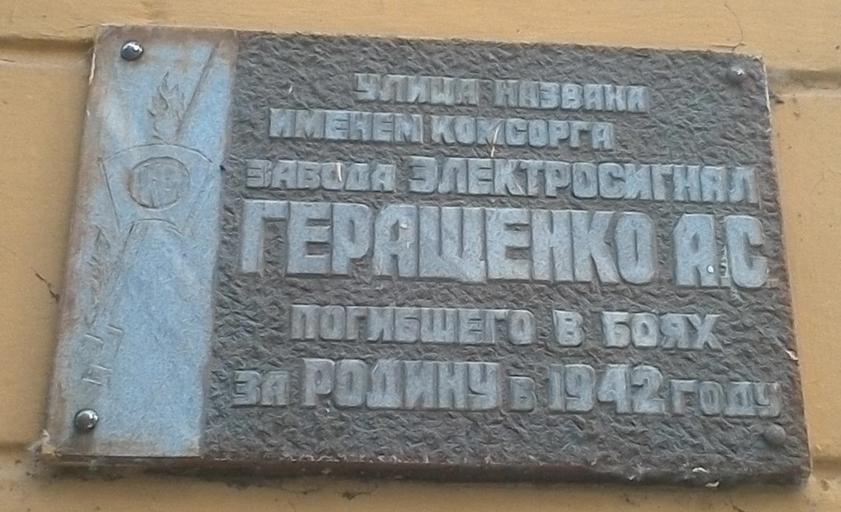 УЛИЦА НАЗВАНА
ИМЕНЕМ КОМСОРГА
ЗАВОДА ЭЛЕКТРОСИГНАЛ
ГЕРАЩЕНКО А.С
ПОГИБШЕГО В БОЯХ
ЗА РОДИНУ В 1942 ГОДУ